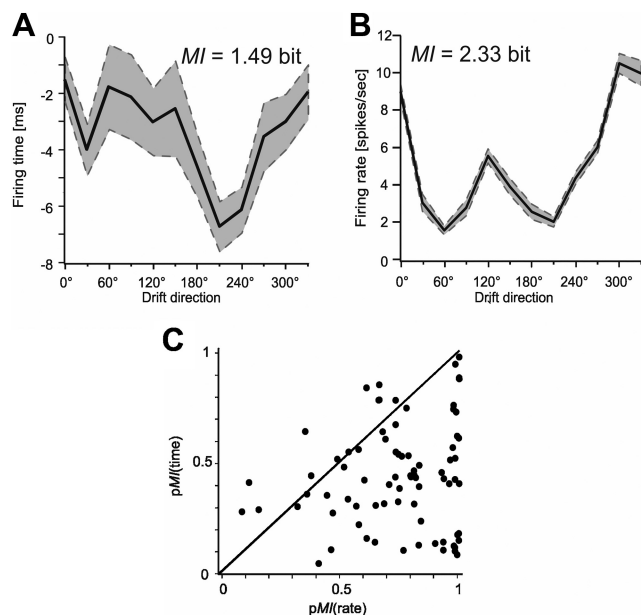 A
MI = 1.49 bit
Firing time [ms]
0
-2
-4
-6
-8
0° 60° 120° 180° 240° 300°
Drift direction
B
MI = 2.33 bit
Firing rate [spikes/sec]
12
10
8
6
4
2
0
0° 60° 120° 180° 240° 300°
Drift direction
C
pMI(time)
1
0.5
0
0 0.5 1
pMI(rate)